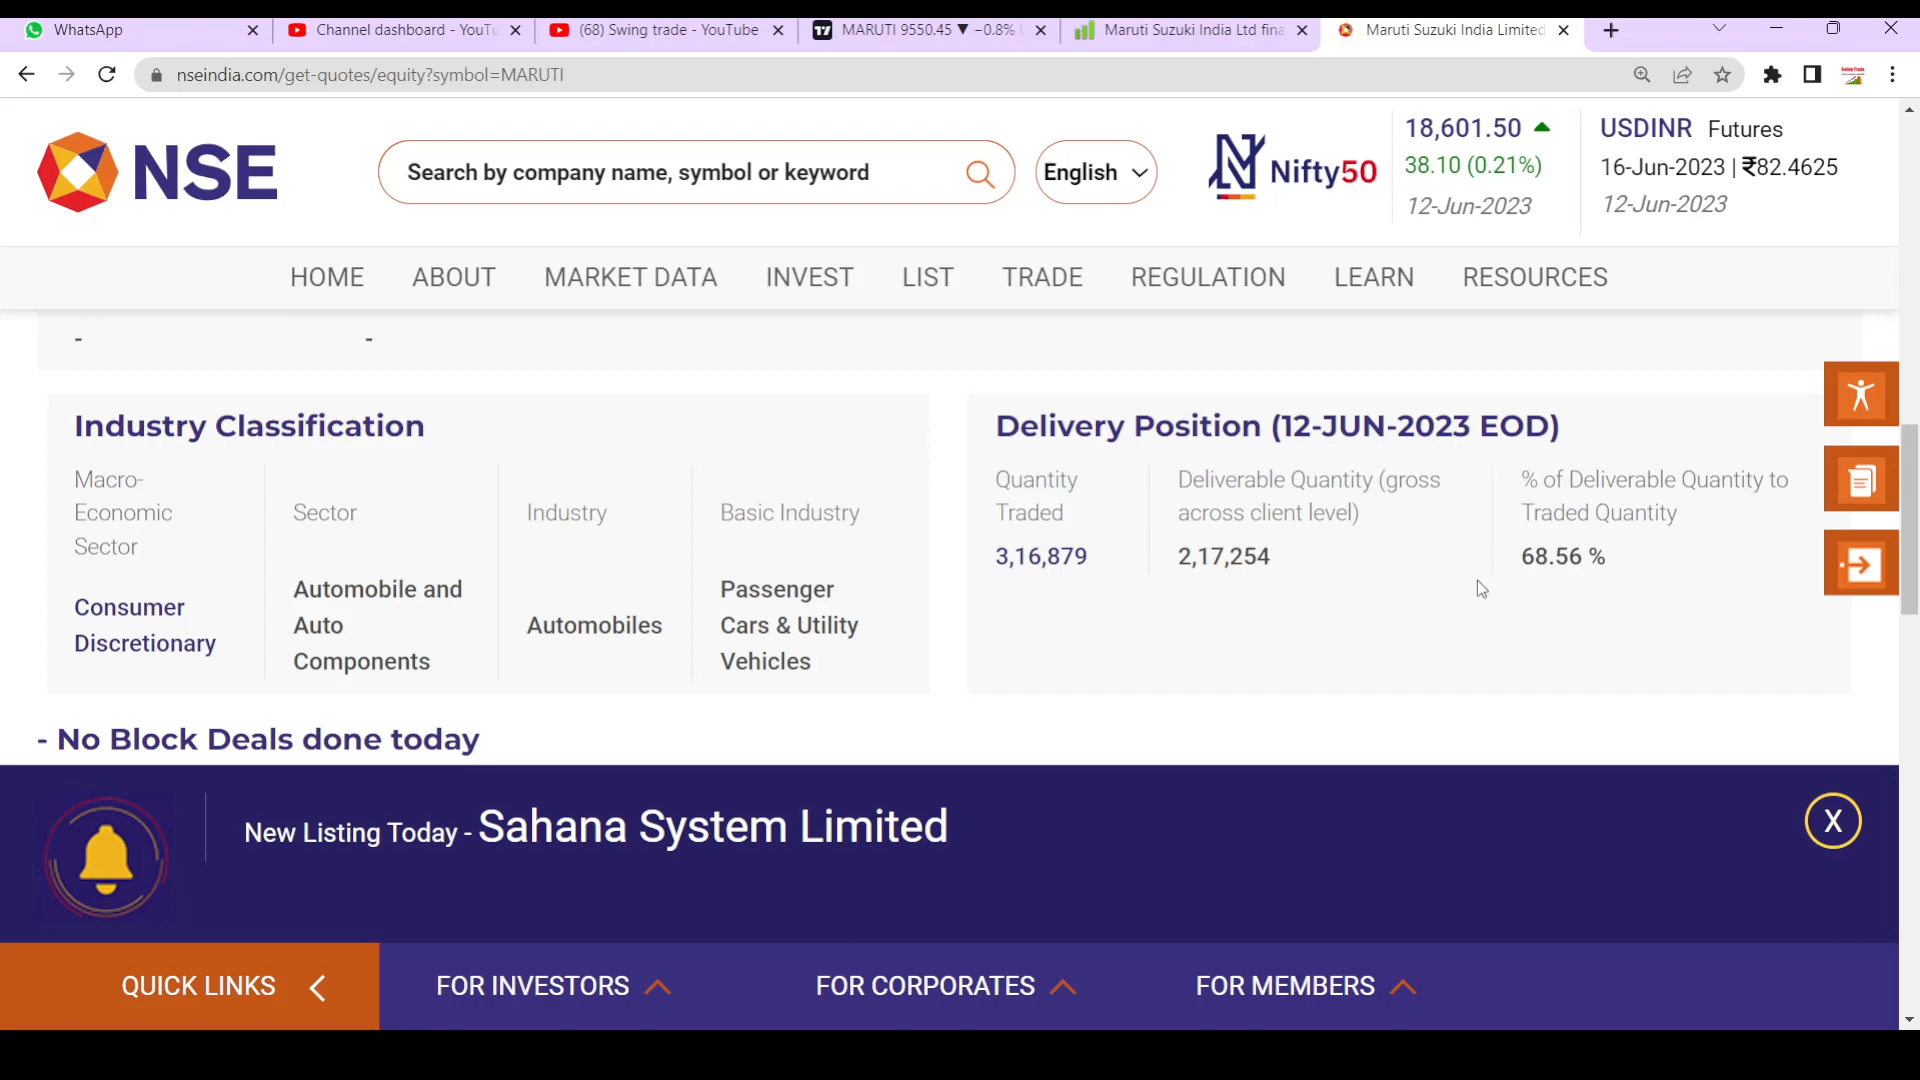 WhatsApp
Channel dashboard - YouTu
(68) Swing trade - YouTube
MARUTI 9550.45 ▼ −0.8%
Maruti Suzuki India Ltd fina
Maruti Suzuki India Limited
nseindia.com/get-quotes/equity?symbol=MARUTI
NSE
Search by company name, symbol or keyword
English
Nifty50
18,601.50
38.10 (0.21%)
12-Jun-2023
USDINR Futures
16-Jun-2023 | ₹82.4625
12-Jun-2023
HOME ABOUT MARKET DATA INVEST LIST TRADE REGULATION LEARN RESOURCES
- -
Industry Classification
Macro-
Economic
Sector
Consumer
Discretionary
Sector
Automobile and
Auto
Components
Industry
Automobiles
Basic Industry
Passenger
Cars & Utility
Vehicles
Delivery Position (12-JUN-2023 EOD)
Quantity
Traded
3,16,879
Deliverable Quantity (gross
across client level)
2,17,254
% of Deliverable Quantity to
Traded Quantity
68.56 %
- No Block Deals done today
New Listing Today - Sahana System Limited
X
QUICK LINKS
FOR INVESTORS
FOR CORPORATES
FOR MEMBERS